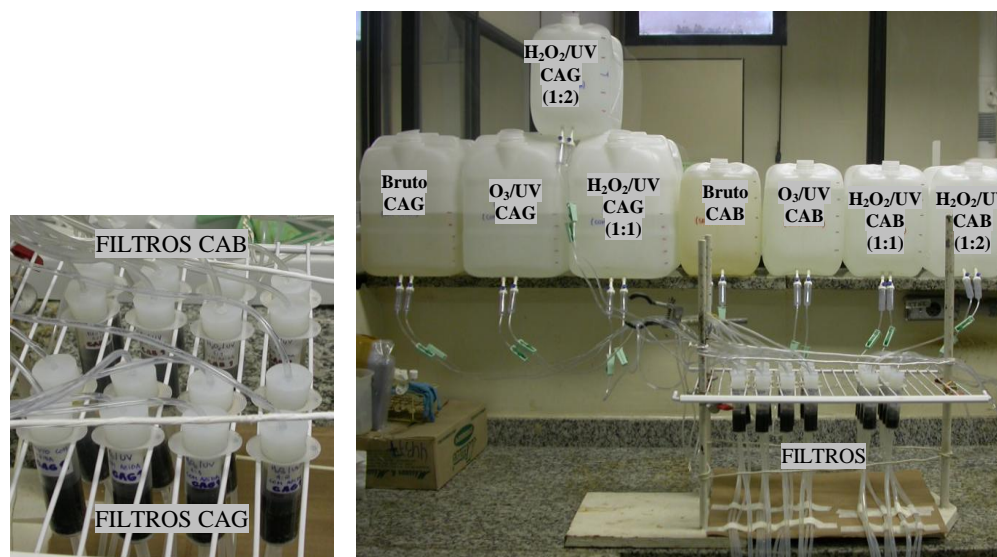 FILTROS CAB
FILTROS CAG
H₂O₂/UV
CAG
(1:2)
Bruto
CAG
O₃/UV
CAG
H₂O₂/UV
CAG
(1:1)
Bruto
CAB
O₃/UV
CAB
H₂O₂/UV
CAB
(1:1)
H₂O₂/U
CAB
(1:2)
FILTROS